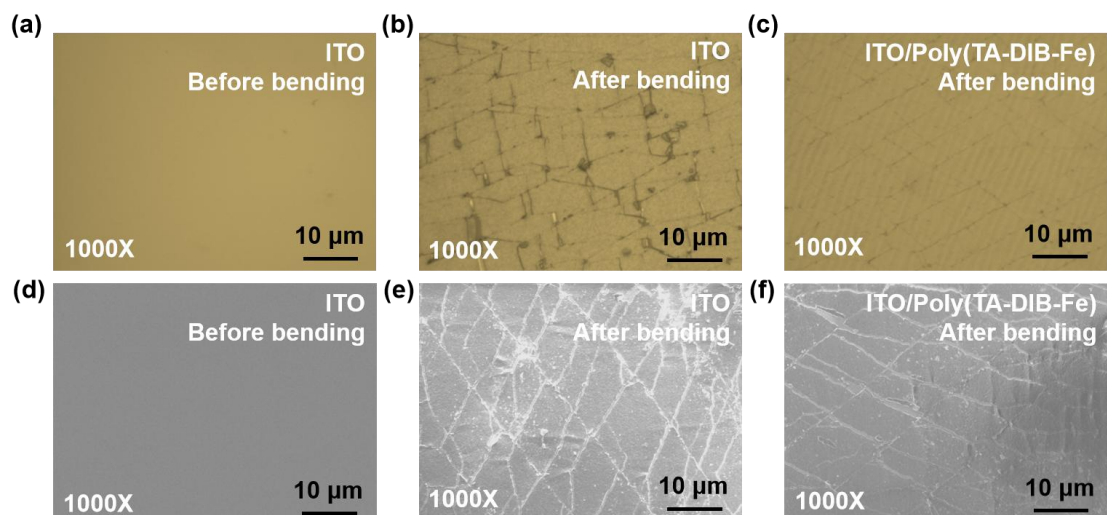 (a)
ITO
Before bending
1000X
10 µm
(b)
ITO
After bending
1000X
10 µm
(c)
ITO/Poly(TA-DIB-Fe)
After bending
1000X
10 µm
(d)
ITO
Before bending
1000X
10 µm
(e)
ITO
After bending
1000X
10 µm
(f)
ITO/Poly(TA-DIB-Fe)
After bending
1000X
10 µm